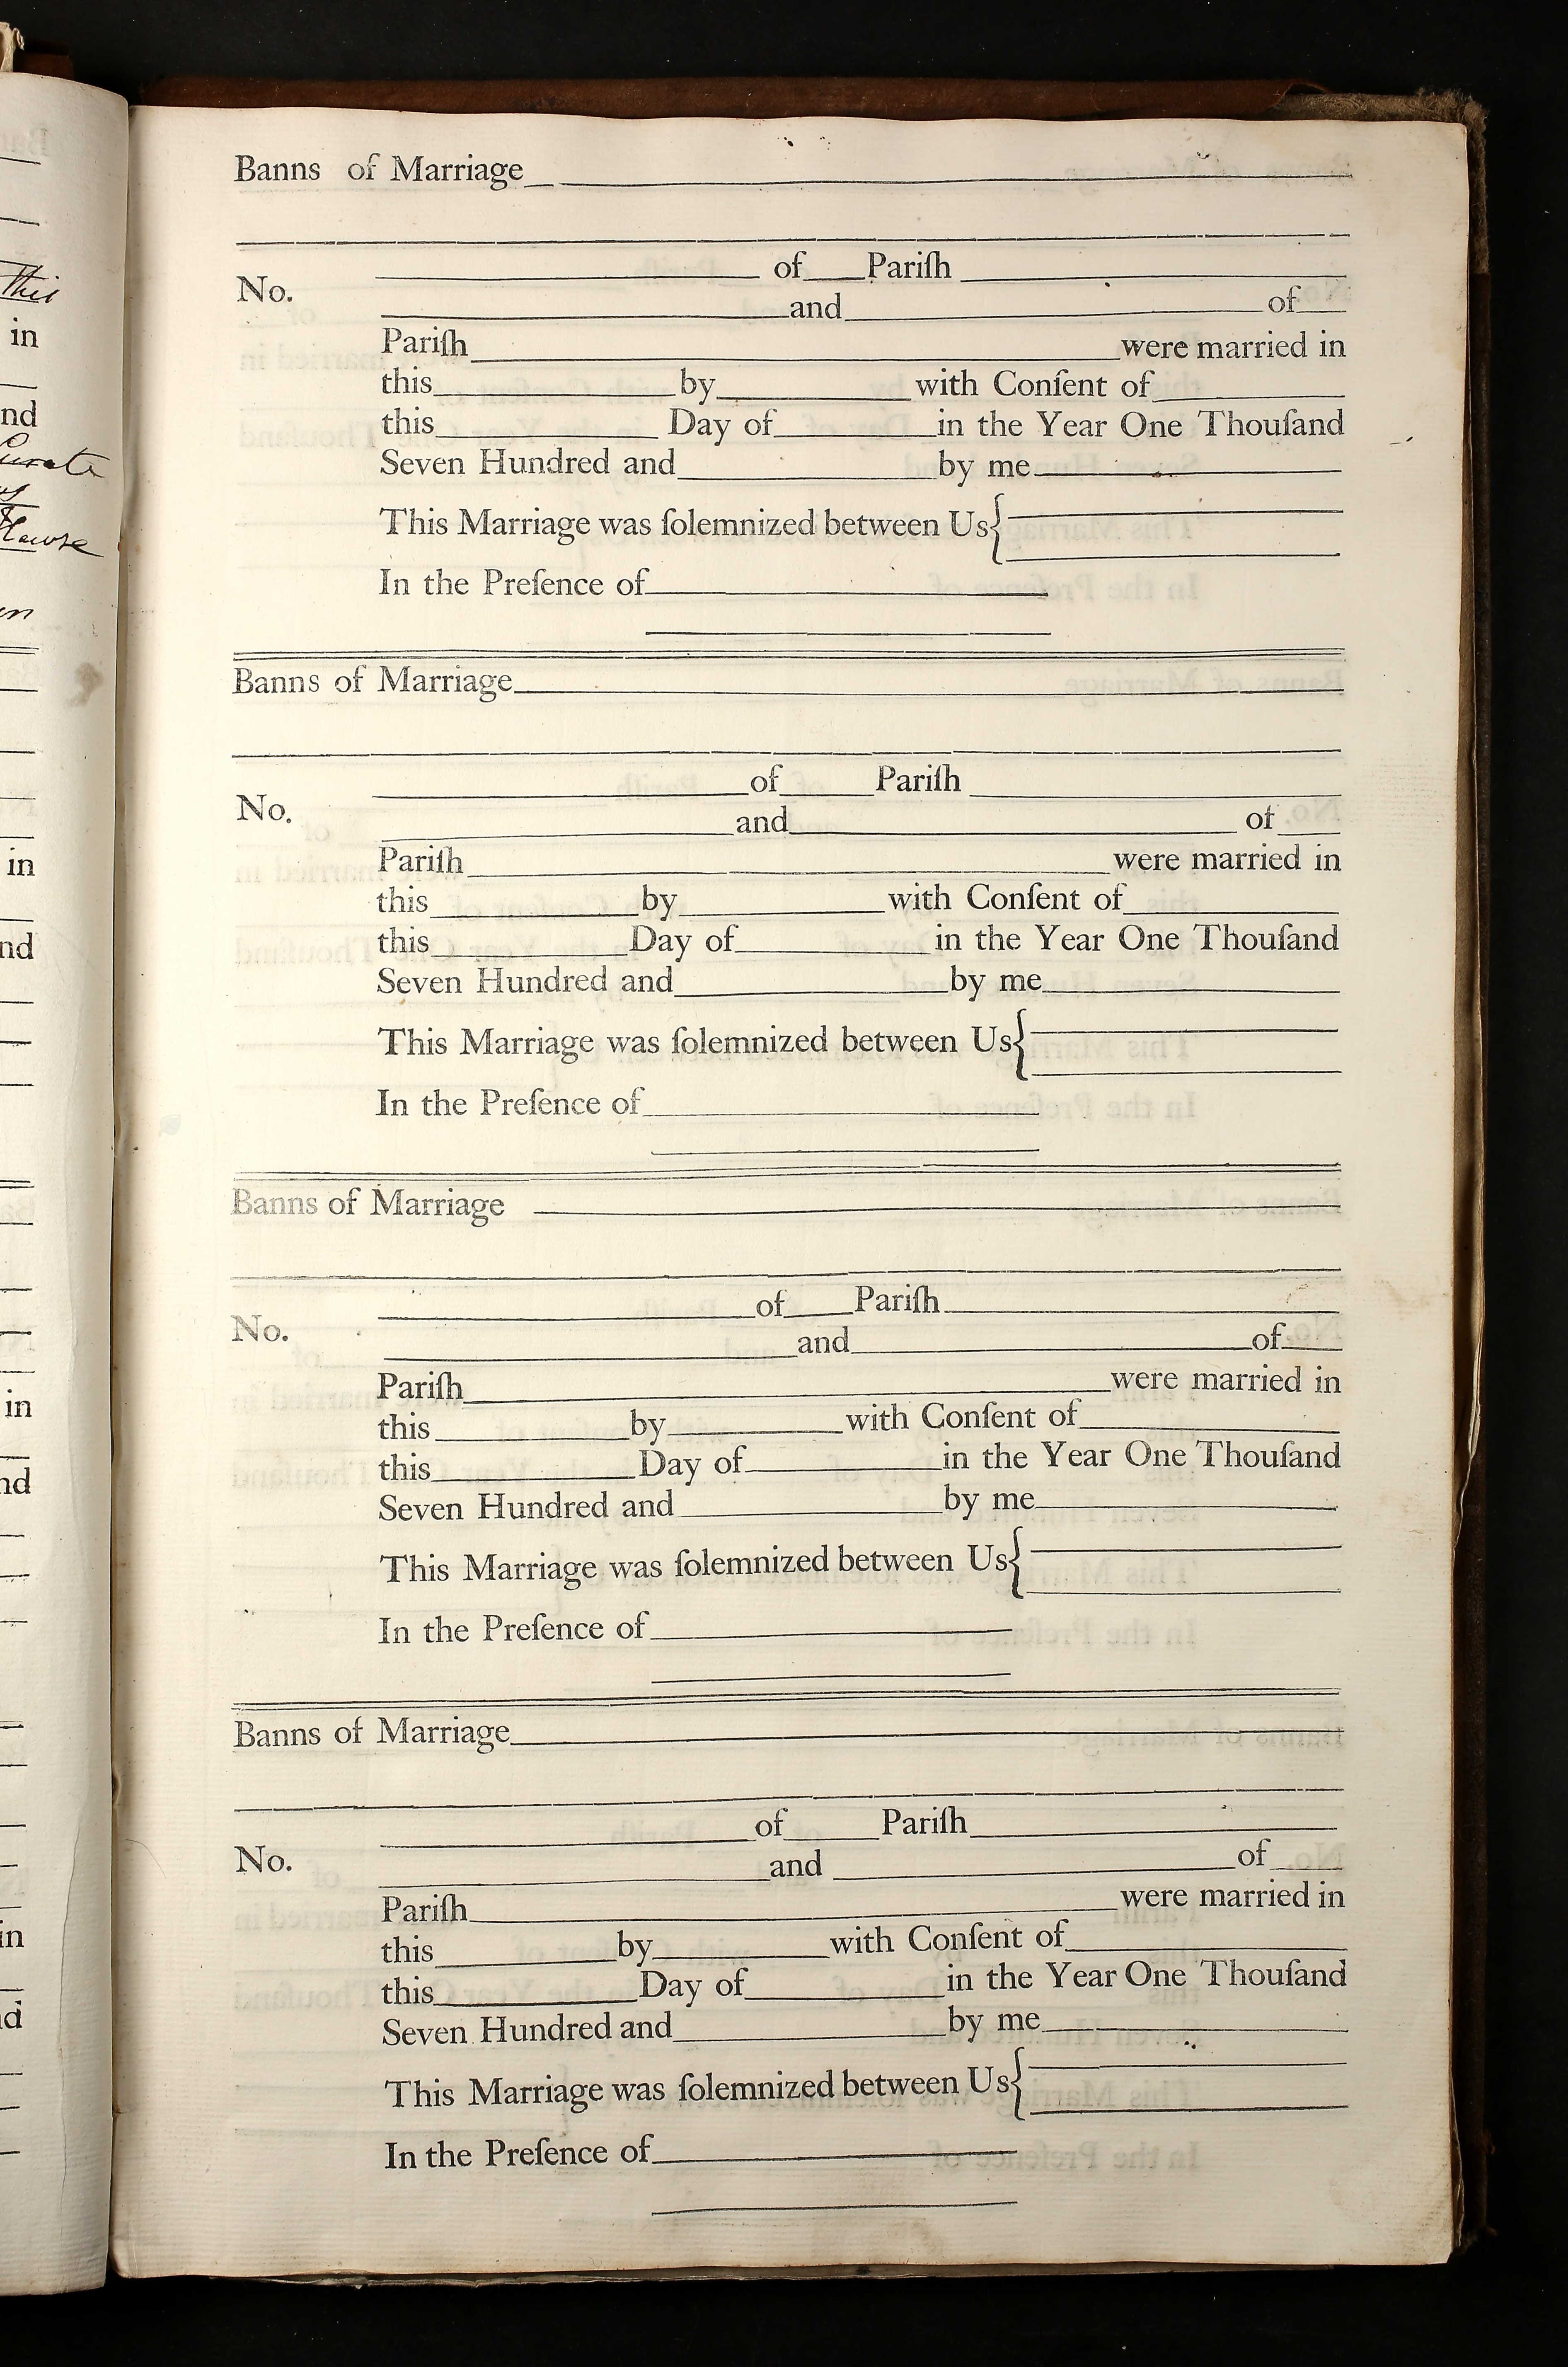 Banns of Marriage
of Pariſh
No.
and of
Pariſh were married in
this by with Conſent of
this Day of in the Year One Thouſand
Seven Hundred and by me
This Marriage was ſolemnized between Us
In the Preſence of
Banns of Marriage
of Pariſh
No.
and of
Pariſh were married in
this by with Conſent of
this Day of in the Year One Thouſand
Seven Hundred and by me
This Marriage was ſolemnized between Us
In the Preſence of
Banns of Marriage
of Pariſh
No.
and of
Pariſh were married in
this by with Conſent of
this Day of in the Year One Thouſand
Seven Hundred and by me
This Marriage was ſolemnized between Us
In the Preſence of
Banns of Marriage
of Pariſh
No.
and of
Pariſh were married in
this by with Conſent of
this Day of in the Year One Thouſand
Seven Hundred and by me
This Marriage was ſolemnized between Us
In the Preſence of